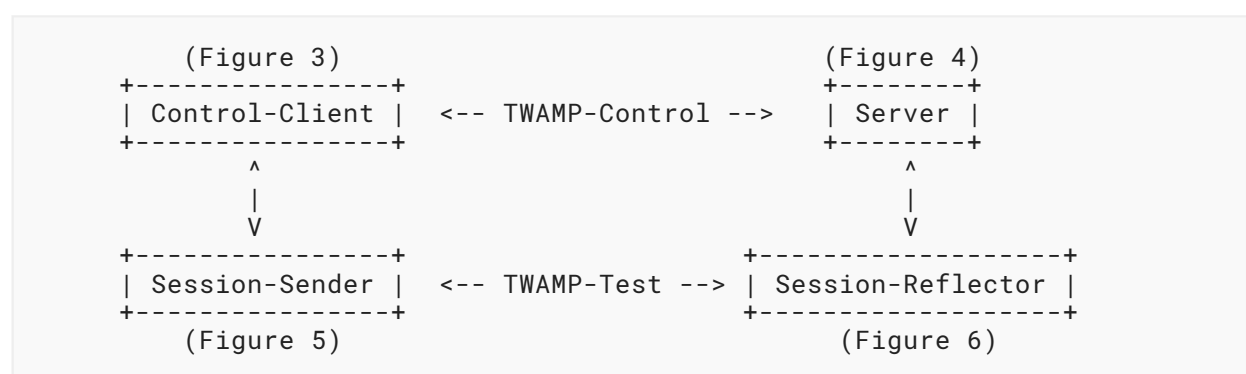 (Figure 3)                              (Figure 4)
+----------------+                          +--------+
| Control-Client |  <-- TWAMP-Control -->   | Server |
+----------------+                          +--------+
        ^                                        ^
        |                                        |
        V                                        V
+----------------+                     +-------------------+
| Session-Sender |  <-- TWAMP-Test --> | Session-Reflector |
+----------------+                     +-------------------+
    (Figure 5)                               (Figure 6)